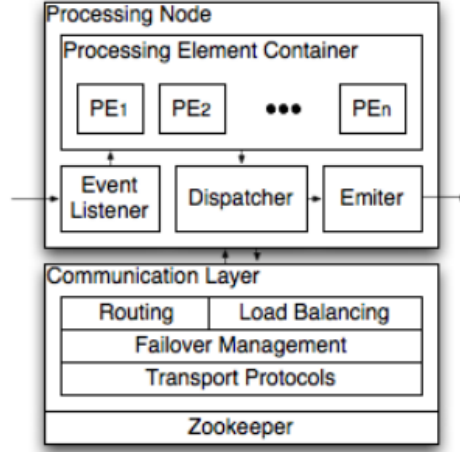 Processing Node
Processing Element Container
PE1 PE2 ••• PEn
Event Listener
Dispatcher
Emiter
Communication Layer
Routing Load Balancing
Failover Management
Transport Protocols
Zookeeper